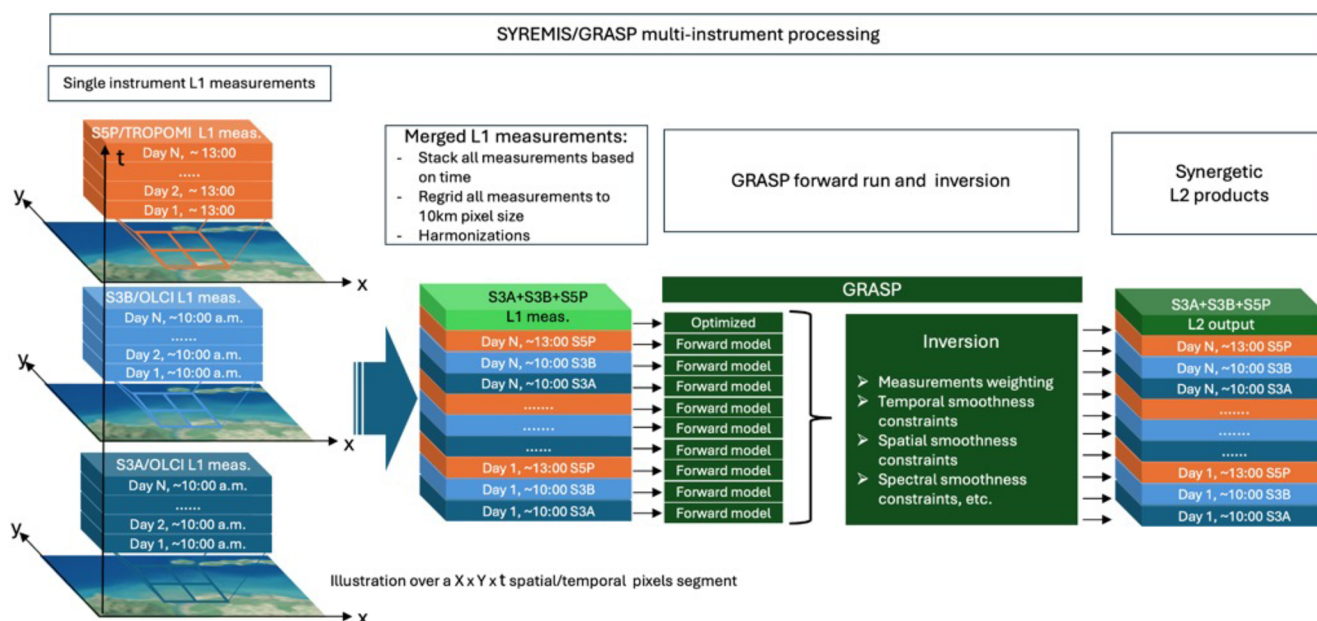 SYREMIS/GRASP multi-instrument processing
Single instrument L1 measurements
S5P/TROPOMI L1 meas.
t
Day N, ~ 13:00
.....
Day 2, ~ 13:00
Day 1, ~ 13:00
y
x
S3B/OLCI L1 meas.
Day N, ~10:00 a.m.
......
Day 2, ~10:00 a.m.
Day 1, ~10:00 a.m.
y
x
S3A/OLCI L1 meas.
Day N, ~10:00 a.m.
......
Day 2, ~10:00 a.m.
Day 1, ~10:00 a.m.
y
x
Merged L1 measurements:
- Stack all measurements based
on time
- Regrid all measurements to
10km pixel size
- Harmonizations
S3A+S3B+S5P
L1 meas.
Day N, ~13:00 S5P
Day N, ~10:00 S3B
Day N, ~10:00 S3A
.......
.......
......
Day 1, ~13:00 S5P
Day 1, ~10:00 S3B
Day 1, ~10:00 S3A
GRASP forward run and inversion
GRASP
Optimized
Forward model
Forward model
Forward model
Forward model
Forward model
Forward model
Forward model
Forward model
Forward model
Inversion
➢ Measurements weighting
➢ Temporal smoothness
constraints
➢ Spatial smoothness
constraints
➢ Spectral smoothness
constraints, etc.
Synergetic
L2 products
S3A+S3B+S5P
L2 output
Day N, ~13:00 S5P
Day N, ~10:00 S3B
Day N, ~10:00 S3A
.......
.......
......
Day 1, ~13:00 S5P
Day 1, ~10:00 S3B
Day 1, ~10:00 S3A
Illustration over a X x Y x t spatial/temporal pixels segment